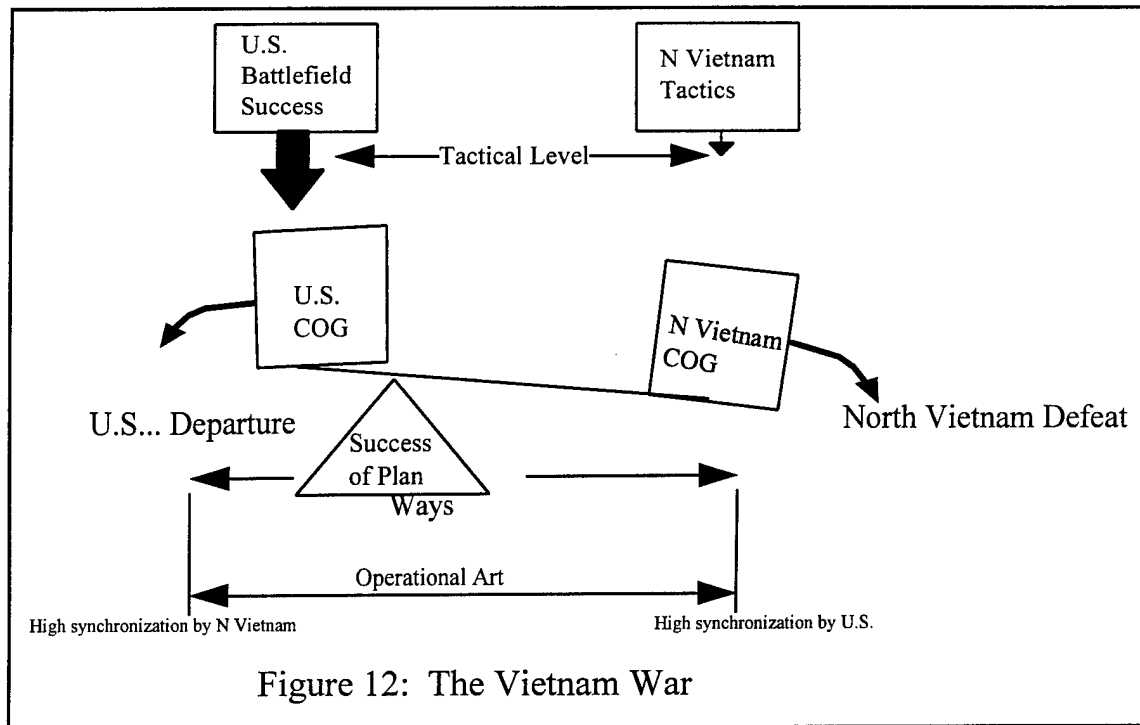 U.S.
Battlefield
Success
N Vietnam
Tactics
Tactical Level
U.S.
COG
N Vietnam
COG
U.S... Departure
North Vietnam Defeat
Success
of Plan
Ways
Operational Art
High synchronization by N Vietnam
High synchronization by U.S.
Figure 12: The Vietnam War